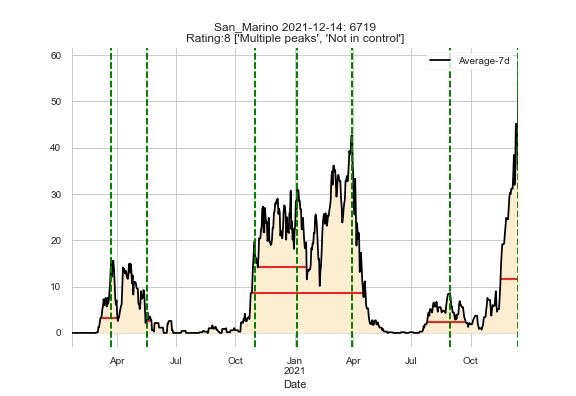 San_Marino 2021-12-14: 6719
Rating:8 ['Multiple peaks', 'Not in control']
60
Average-7d
50
40
30
20
10
0
Apr Jul Oct Jan Apr Jul Oct
2021
Date